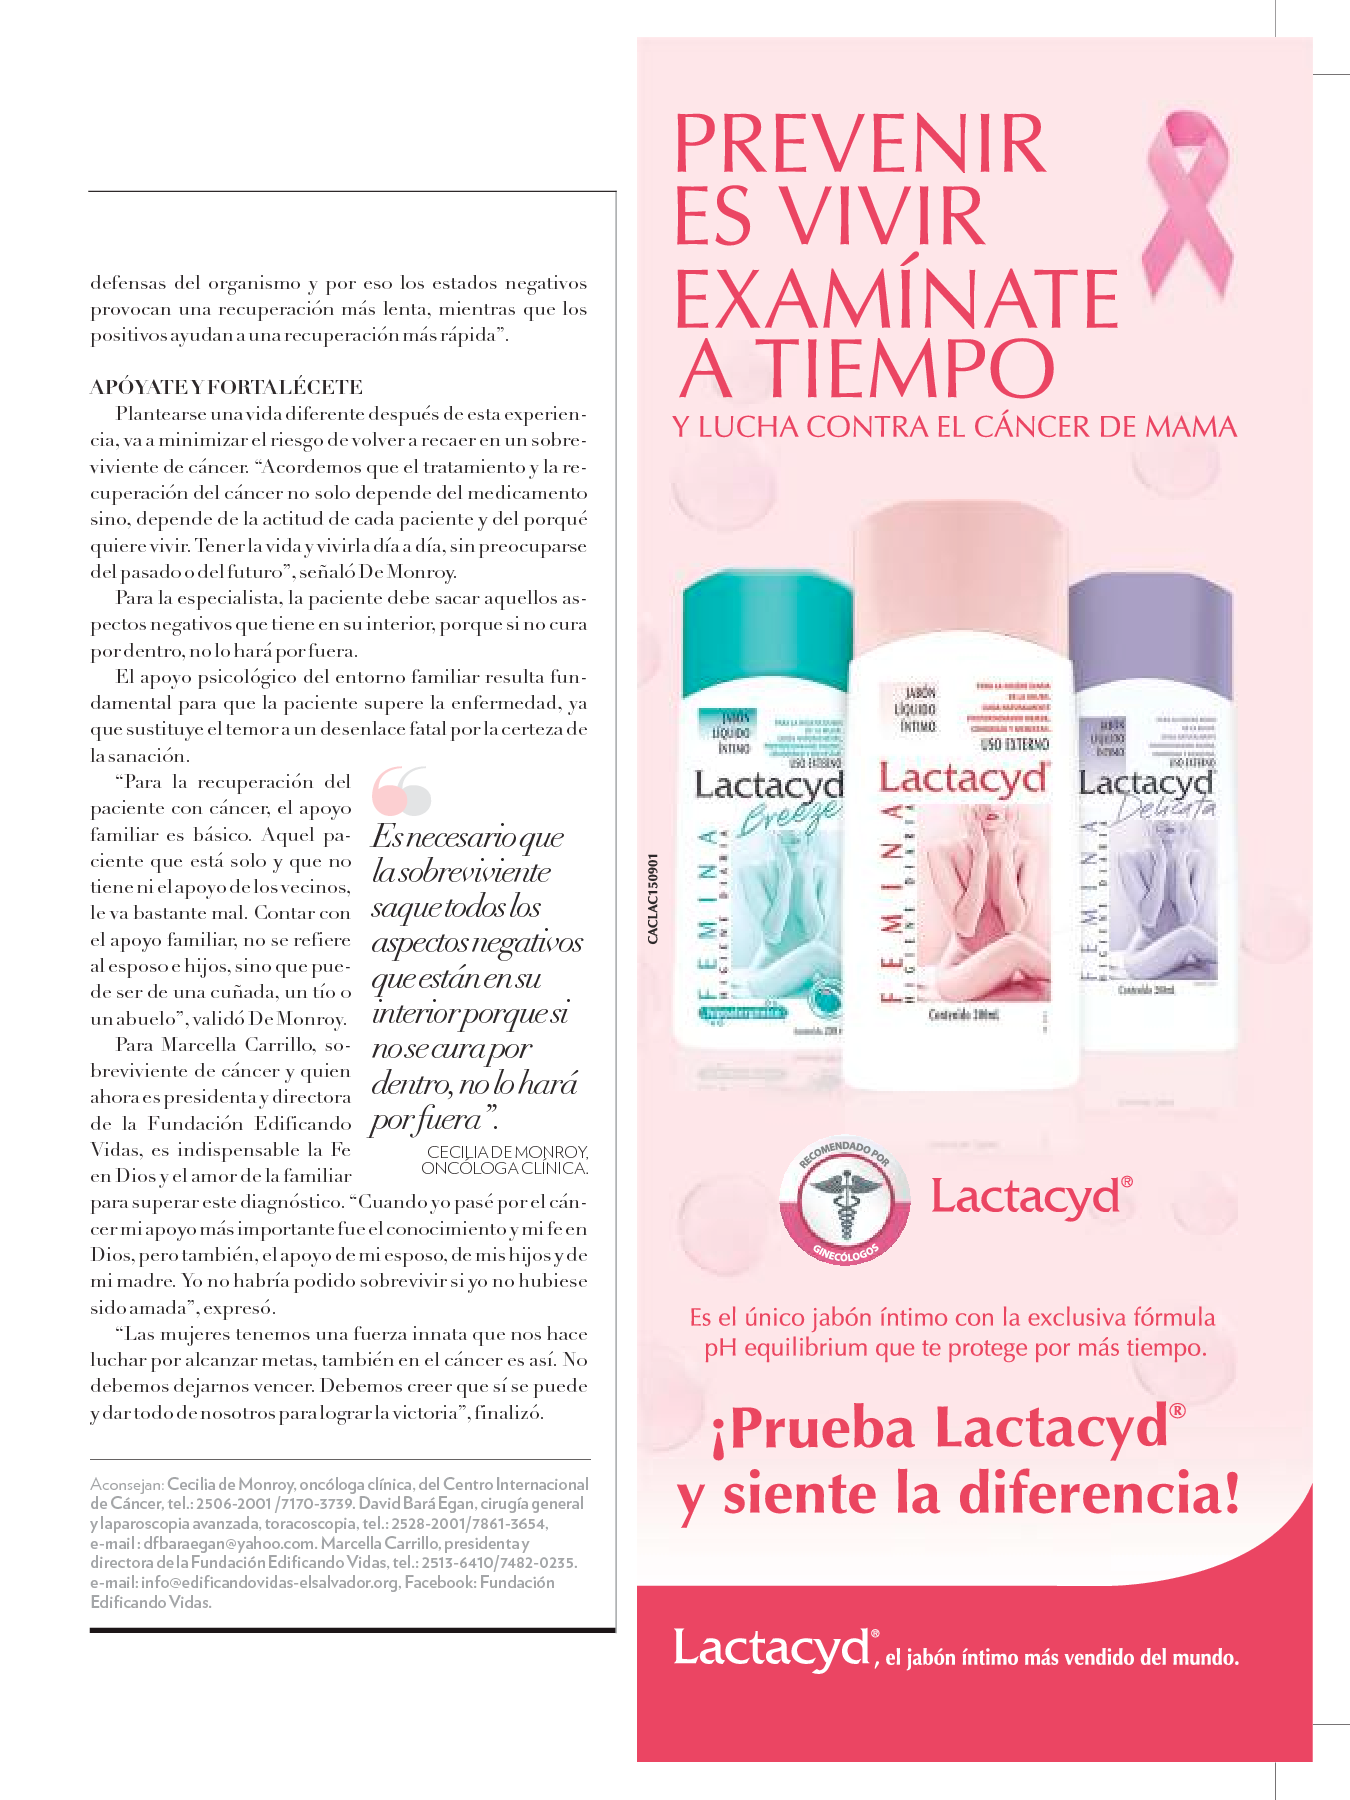 defensas del organismo y por eso los estados negativos
provocan una recuperación más lenta, mientras que los
positivos ayudan a una recuperación más rápida”.
APÓYATE Y FORTALÉCETE
Plantearse una vida diferente después de esta experien-
cia, va a minimizar el riesgo de volver a recaer en un sobre-
viviente de cáncer. “Acordemos que el tratamiento y la re-
cuperación del cáncer no solo depende del medicamento
sino, depende de la actitud de cada paciente y del porqué
quiere vivir. Tener la vida y vivirla día a día, sin preocuparse
del pasado o del futuro”, señaló De Monroy.
Para la especialista, la paciente debe sacar aquellos as-
pectos negativos que tiene en su interior, porque si no cura
por dentro, no lo hará por fuera.
El apoyo psicológico del entorno familiar resulta fun-
damental para que la paciente supere la enfermedad, ya
que sustituye el temor a un desenlace fatal por la certeza de
la sanación.
“Para la recuperación del
paciente con cáncer, el apoyo
familiar es básico. Aquel pa-
ciente que está solo y que no
tiene ni el apoyo de los vecinos,
le va bastante mal. Contar con
el apoyo familiar, no se refiere
al esposo e hijos, sino que pue-
de ser de una cuñada, un tío o
un abuelo”, validó De Monroy.
Para Marcella Carrillo, so-
breviviente de cáncer y quien
ahora es presidenta y directora
de la Fundación Edificando
Vidas, es indispensable la Fe
en Dios y el amor de la familiar
para superar este diagnóstico. “Cuando yo pasé por el cán-
cer mi apoyo más importante fue el conocimiento y mi fe en
Dios, pero también, el apoyo de mi esposo, de mis hijos y de
mi madre. Yo no habría podido sobrevivir si yo no hubiese
sido amada”, expresó.
“Las mujeres tenemos una fuerza innata que nos hace
luchar por alcanzar metas, también en el cáncer es así. No
debemos dejarnos vencer. Debemos creer que sí se puede
y dar todo de nosotros para lograr la victoria”, finalizó.
“Es necesario que
la sobreviviente
saque todos los
aspectos negativos
que están en su
interior porque si
no se cura por
dentro, no lo hará
por fuera”.
CECILIA DE MONROY,
ONCÓLOGA CLÍNICA.
Aconsejan: Cecilia de Monroy, oncóloga clínica, del Centro Internacional
de Cáncer, tel.: 2506-2001 /7170-3739. David Bará Egan, cirugía general
y laparoscopia avanzada, toracoscopia, tel.: 2528-2001/7861-3654,
e-mail : dfbaraegan@yahoo.com. Marcella Carrillo, presidenta y
directora de la Fundación Edificando Vidas, tel.: 2513-6410/7482-0235.
e-mail: info@edificandovidas-elsalvador.org, Facebook: Fundación
Edificando Vidas.
PREVENIR
ES VIVIR
EXAMÍNATE
A TIEMPO
Y LUCHA CONTRA EL CÁNCER DE MAMA
CACLAC150901
JABÓN
LÍQUIDO
ÍNTIMO
USO EXTERNO
Lactacyd
Breeze
FEMINA
HIGIENE DIARIA
hipoalergénico
JABÓN
LÍQUIDO
ÍNTIMO
USO EXTERNO
Lactacyd®
FEMINA
HIGIENE DIARIA
Contenido 200mL
JABÓN
LÍQUIDO
ÍNTIMO
USO EXTERNO
Lactacyd®
Delicata
FEMINA
HIGIENE DIARIA
Contenido 200mL
RECOMENDADO POR
GINECÓLOGOS
Lactacyd®
Es el único jabón íntimo con la exclusiva fórmula
pH equilibrium que te protege por más tiempo.
¡Prueba Lactacyd®
y siente la diferencia!
Lactacyd®, el jabón íntimo más vendido del mundo.